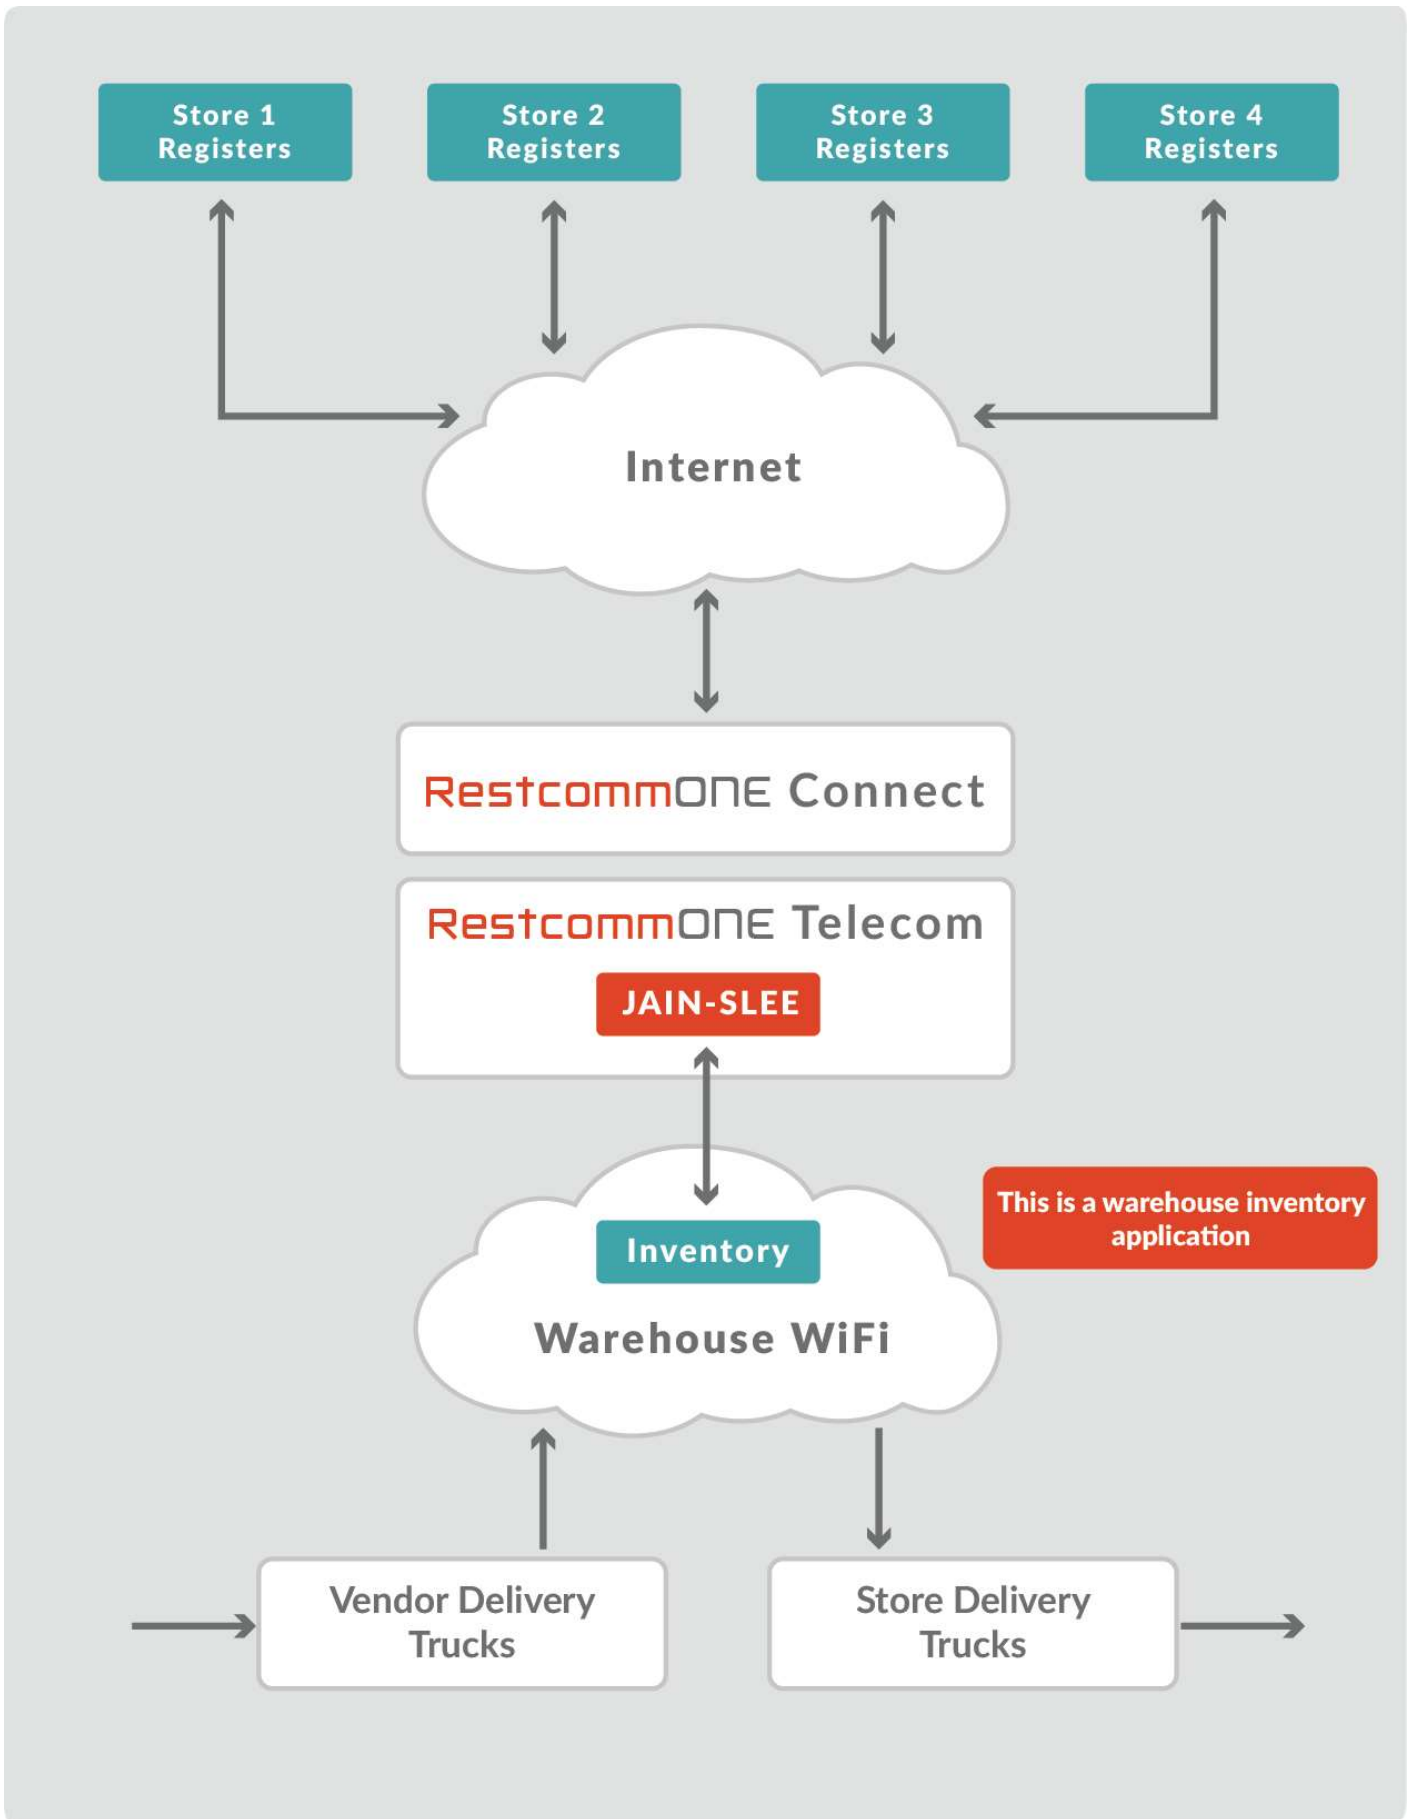 Store 1
Registers
Store 2
Registers
Store 3
Registers
Store 4
Registers
Internet
RestcommONE Connect
RestcommONE Telecom
JAIN-SLEE
This is a warehouse inventory
application
Inventory
Warehouse WiFi
Vendor Delivery
Trucks
Store Delivery
Trucks